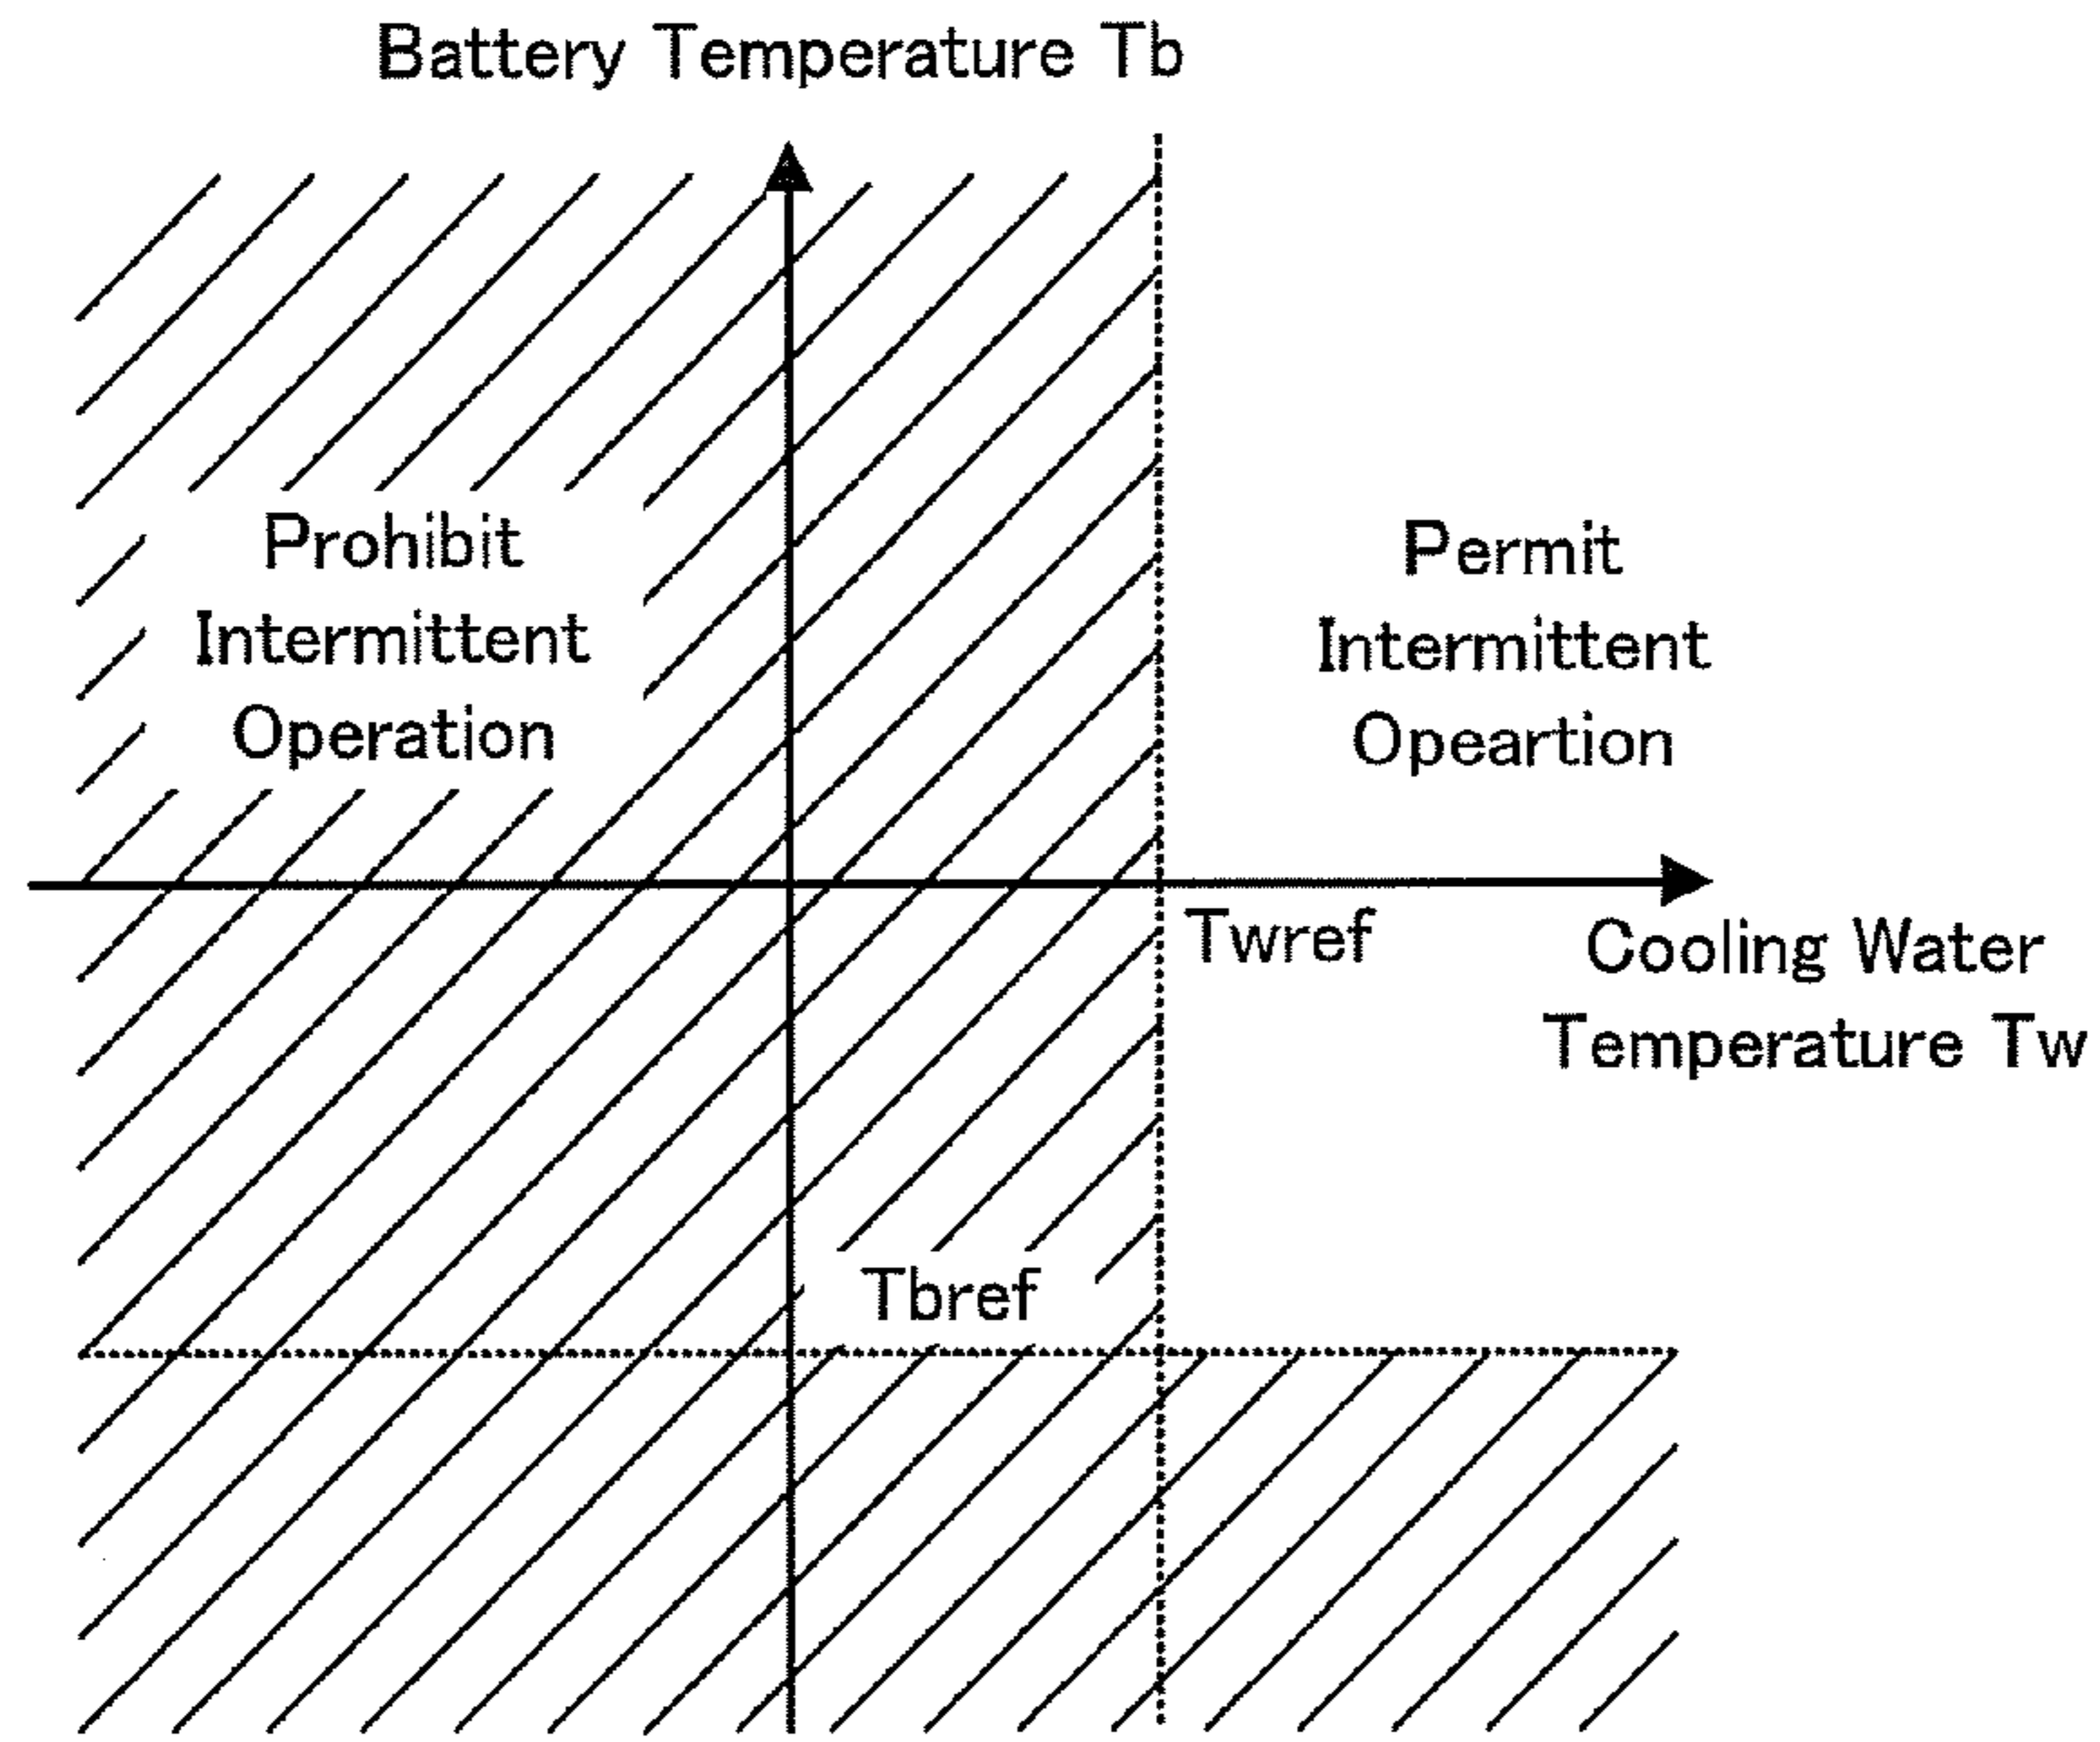 Battery Temperature Tb
Prohibit
Intermittent
Operation
Permit
Intermittent
Opeartion
Twref
Cooling Water
Temperature Tw
Tbref